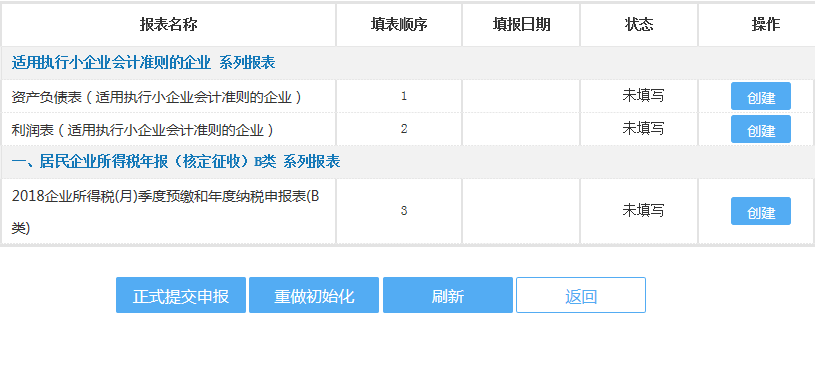 报表名称 填表顺序 填报日期 状态 操作
适用执行小企业会计准则的企业 系列报表
资产负债表（适用执行小企业会计准则的企业） 1 未填写 创建
利润表（适用执行小企业会计准则的企业） 2 未填写 创建
一、居民企业所得税年报（核定征收）B类 系列报表
2018企业所得税(月)季度预缴和年度纳税申报表(B
类) 3 未填写 创建
正式提交申报 重做初始化 刷新 返回